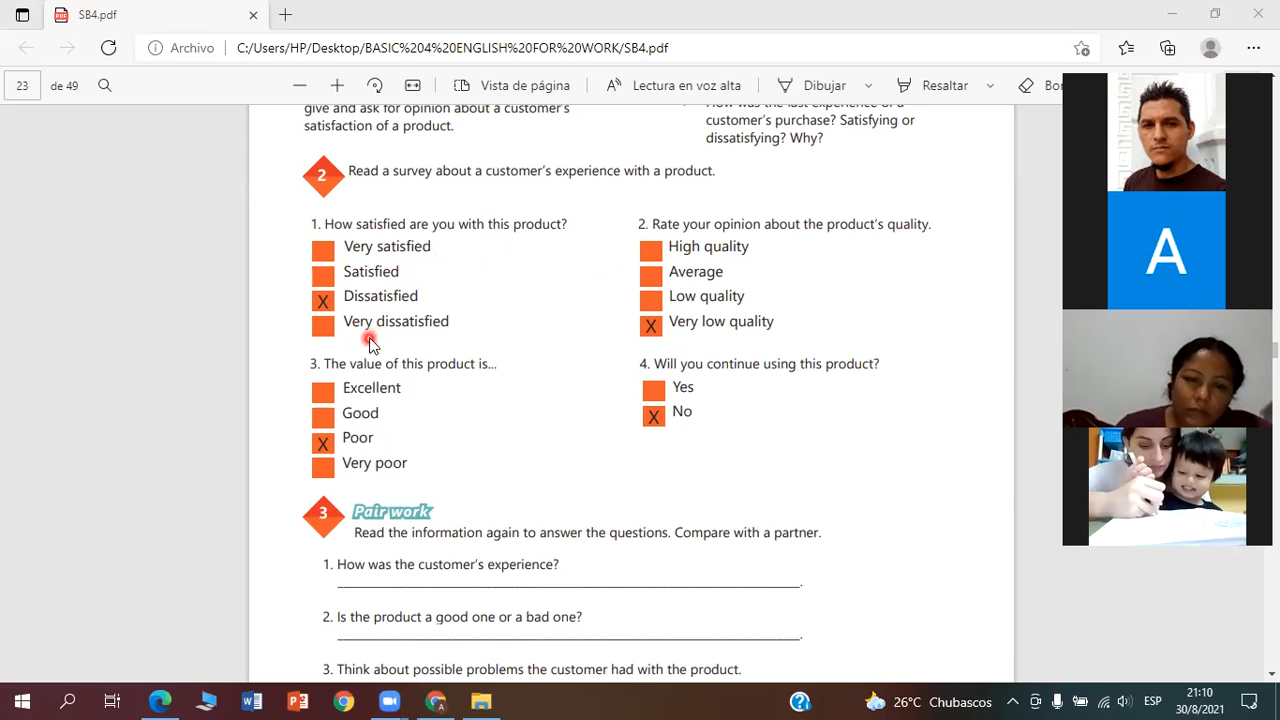 SB4.pdf
Archivo
C:/Users/HP/Desktop/BASIC%204%20ENGLISH%20FOR%20WORK/SB4.pdf
23 de 49
Vista de página
Lectura en voz alta
Dibujar
Resaltar
Bor
give and ask for opinion about a customer's
satisfaction of a product.
How was the last experience of a
customer's purchase? Satisfying or
dissatisfying? Why?
2 Read a survey about a customer's experience with a product.
1. How satisfied are you with this product?
Very satisfied
Satisfied
X Dissatisfied
Very dissatisfied
2. Rate your opinion about the product's quality.
High quality
Average
Low quality
X Very low quality
3. The value of this product is...
Excellent
Good
X Poor
Very poor
4. Will you continue using this product?
Yes
X No
3 Pair work
Read the information again to answer the questions. Compare with a partner.
1. How was the customer's experience?
2. Is the product a good one or a bad one?
3. Think about possible problems the customer had with the product.
A
26°C Chubascos
ESP
21:10
30/8/2021